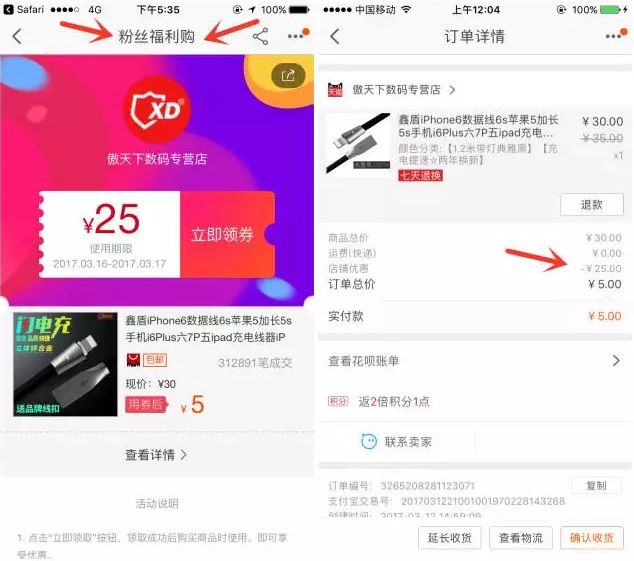 Safari 4G 下午5:35 100%
粉丝福利购
XD
傲天下数码专营店
¥25
使用期限
2017.03.16-2017.03.17
立即领券
闪电充
安全 品质 快捷
立体锌合金
送品牌线扣
鑫盾iPhone6数据线6s苹果5加长5s
手机i6Plus六7P五ipad充电线器iP
包邮
312891笔成交
现价: ¥30
用券后 ¥5
查看详情
活动说明
1. 点击“立即领取”按钮,领取成功后购买商品时使用,即可享
受优惠。
中国移动 上午12:04 100%
订单详情
天猫 傲天下数码专营店
鑫盾iPhone6数据线6s苹果5加长
5s手机i6Plus六7P五ipad充电...
¥30.00
¥35.00
颜色分类:【1.2米带灯典雅黑】【充
电提速☆两年换新】
x1
七天退换
退款
商品总价 ¥30.00
运费(快递) ¥0.00
店铺优惠 -¥25.00
订单总价 ¥5.00
实付款 ¥5.00
查看花呗账单
积分 返2倍积分1点
联系卖家
订单编号: 3265208281123071
复制
支付宝交易号: 2017031221001001970228143268
创建时间: 2017-03-12 14:59:09
延长收货 查看物流 确认收货